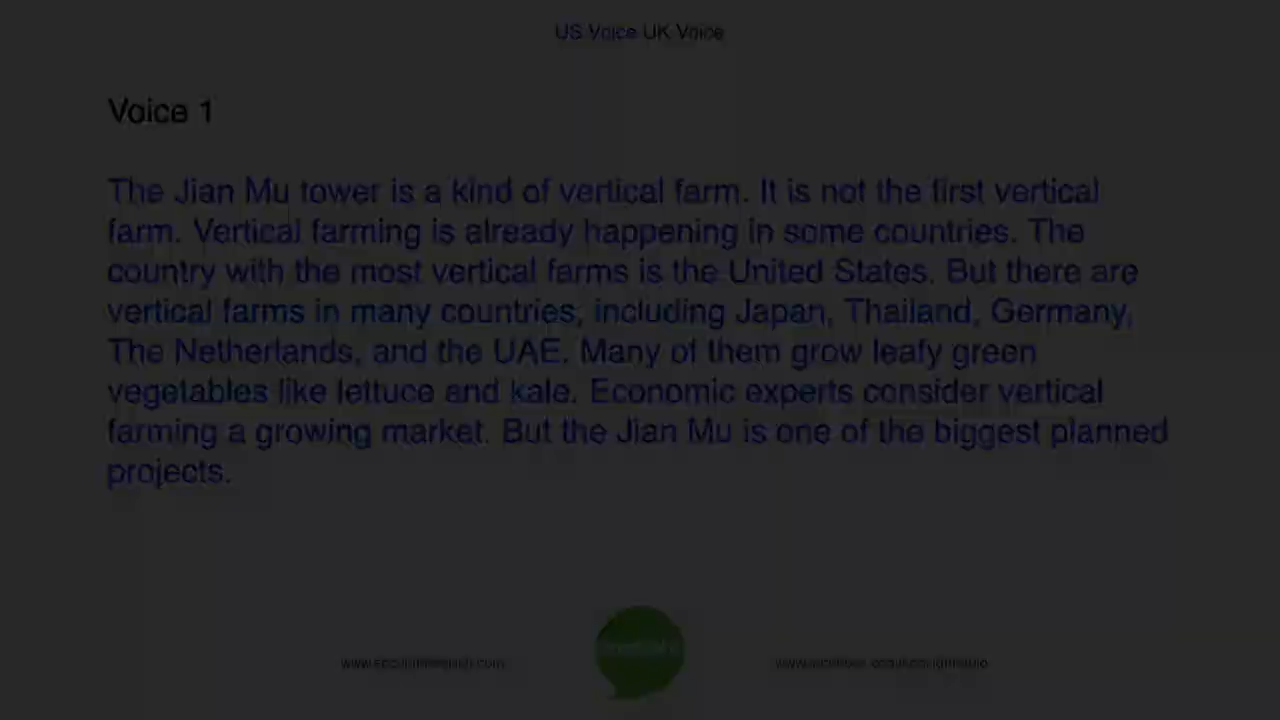 US Voice UK Voice
Voice 1
The Jian Mu tower is a kind of vertical farm. It is not the first vertical
farm. Vertical farming is already happening in some countries. The
country with the most vertical farms is the United States. But there are
vertical farms in many countries, including Japan, Thailand, Germany,
The Netherlands, and the UAE. Many of them grow leafy green
vegetables like lettuce and kale. Economic experts consider vertical
farming a growing market. But the Jian Mu is one of the biggest planned
projects.